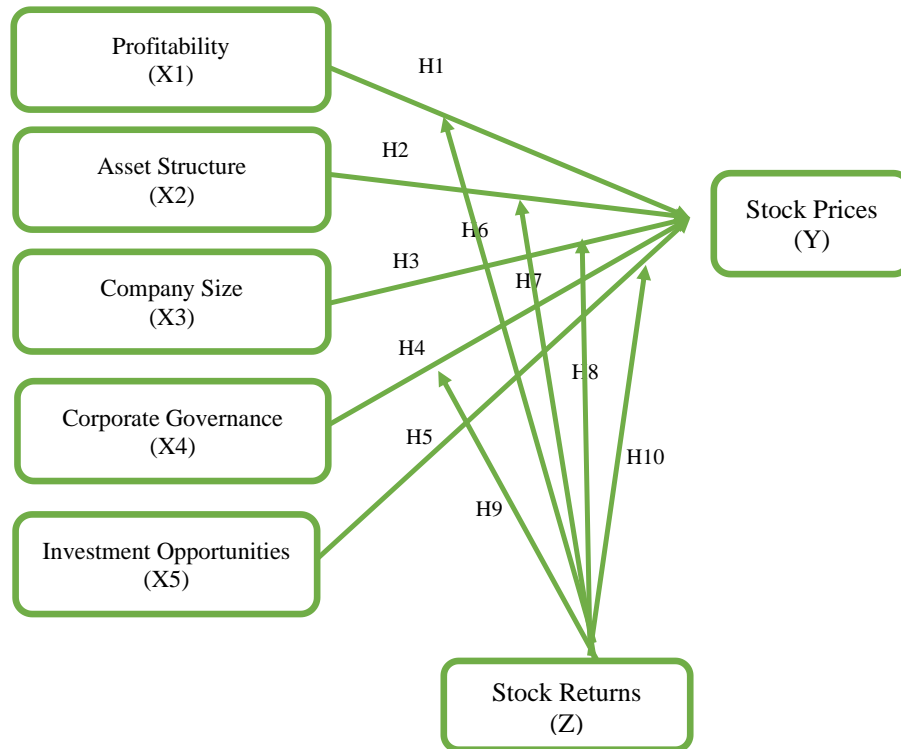 Profitability
(X1)
H1
Asset Structure
(X2)
H2
Stock Prices
(Y)
H6
H3
H7
Company Size
(X3)
H4
H8
Corporate Governance
(X4)
H5
H10
H9
Investment Opportunities
(X5)
Stock Returns
(Z)